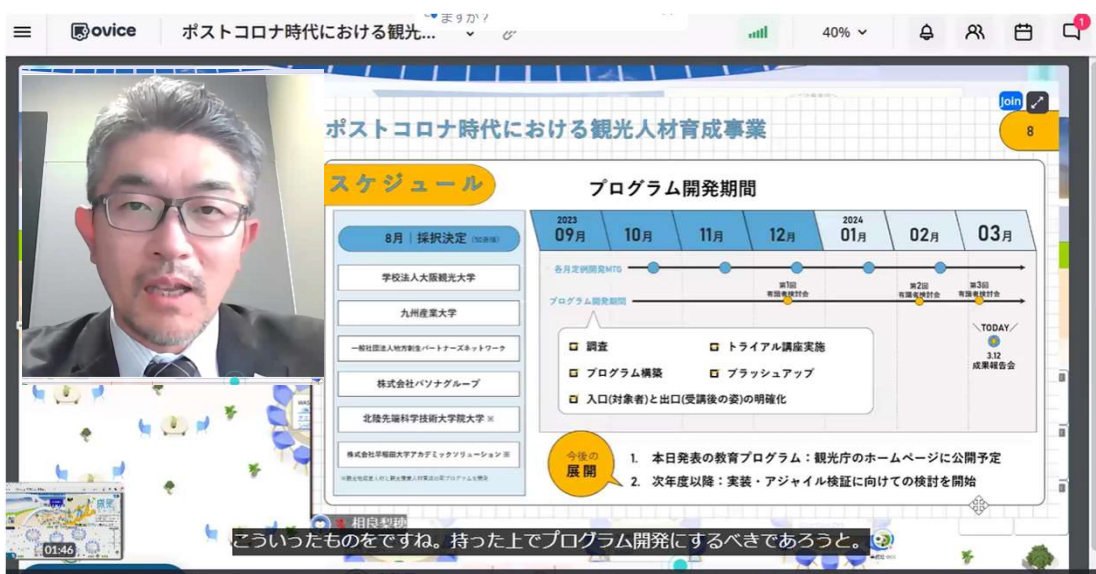 ますか？
ovice
ポストコロナ時代における観光...
40%
1
Join
8
ポストコロナ時代における観光人材育成事業
スケジュール
プログラム開発期間
8月｜採択決定
学校法人大阪観光大学
九州産業大学
一般社団法人地方創生パートナーズネットワーク
株式会社パソナグループ
北陸先端科学技術大学院大学 ※
株式会社早稲田大学アカデミックソリューション ※
2023
09月 10月 11月 12月
2024
01月 02月 03月
各月定例開発MTG
プログラム開発期間
第1回
有識者検討会
第2回
有識者検討会
第3回
有識者検討会
TODAY
3.12
成果報告会
調査
トライアル講座実施
プログラム構築
ブラッシュアップ
入口(対象者)と出口(受講後の姿)の明確化
今後の
展開
1. 本日発表の教育プログラム：観光庁のホームページに公開予定
2. 次年度以降：実装・アジャイル検証に向けての検討を開始
01:46
こういったものをですね。持った上でプログラム開発にするべきであろうと。